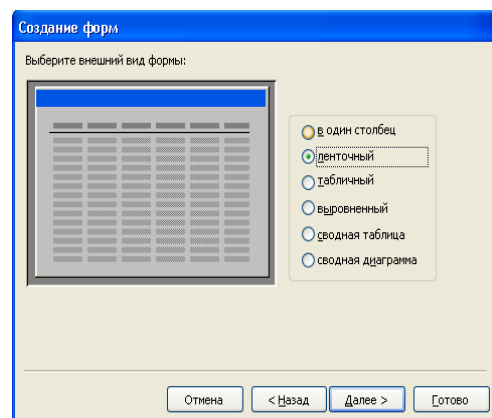 Создание форм
Выберите внешний вид формы:
в один столбец
ленточный
табличный
выровненный
сводная таблица
сводная диаграмма
Отмена
< Назад
Далее >
Готово